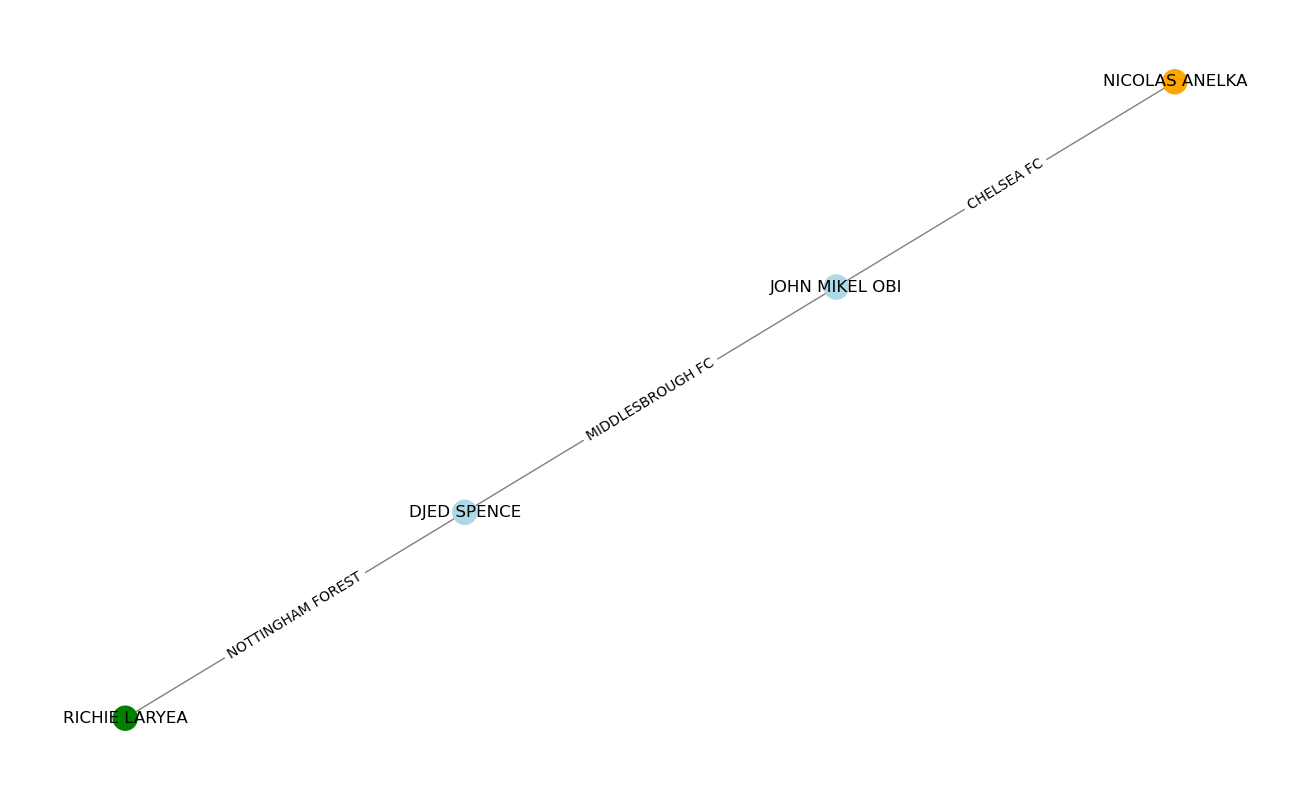 NICOLAS ANELKA
CHELSEA FC
JOHN MIKEL OBI
MIDDLESBROUGH FC
DJED SPENCE
NOTTINGHAM FOREST
RICHIE LARYEA